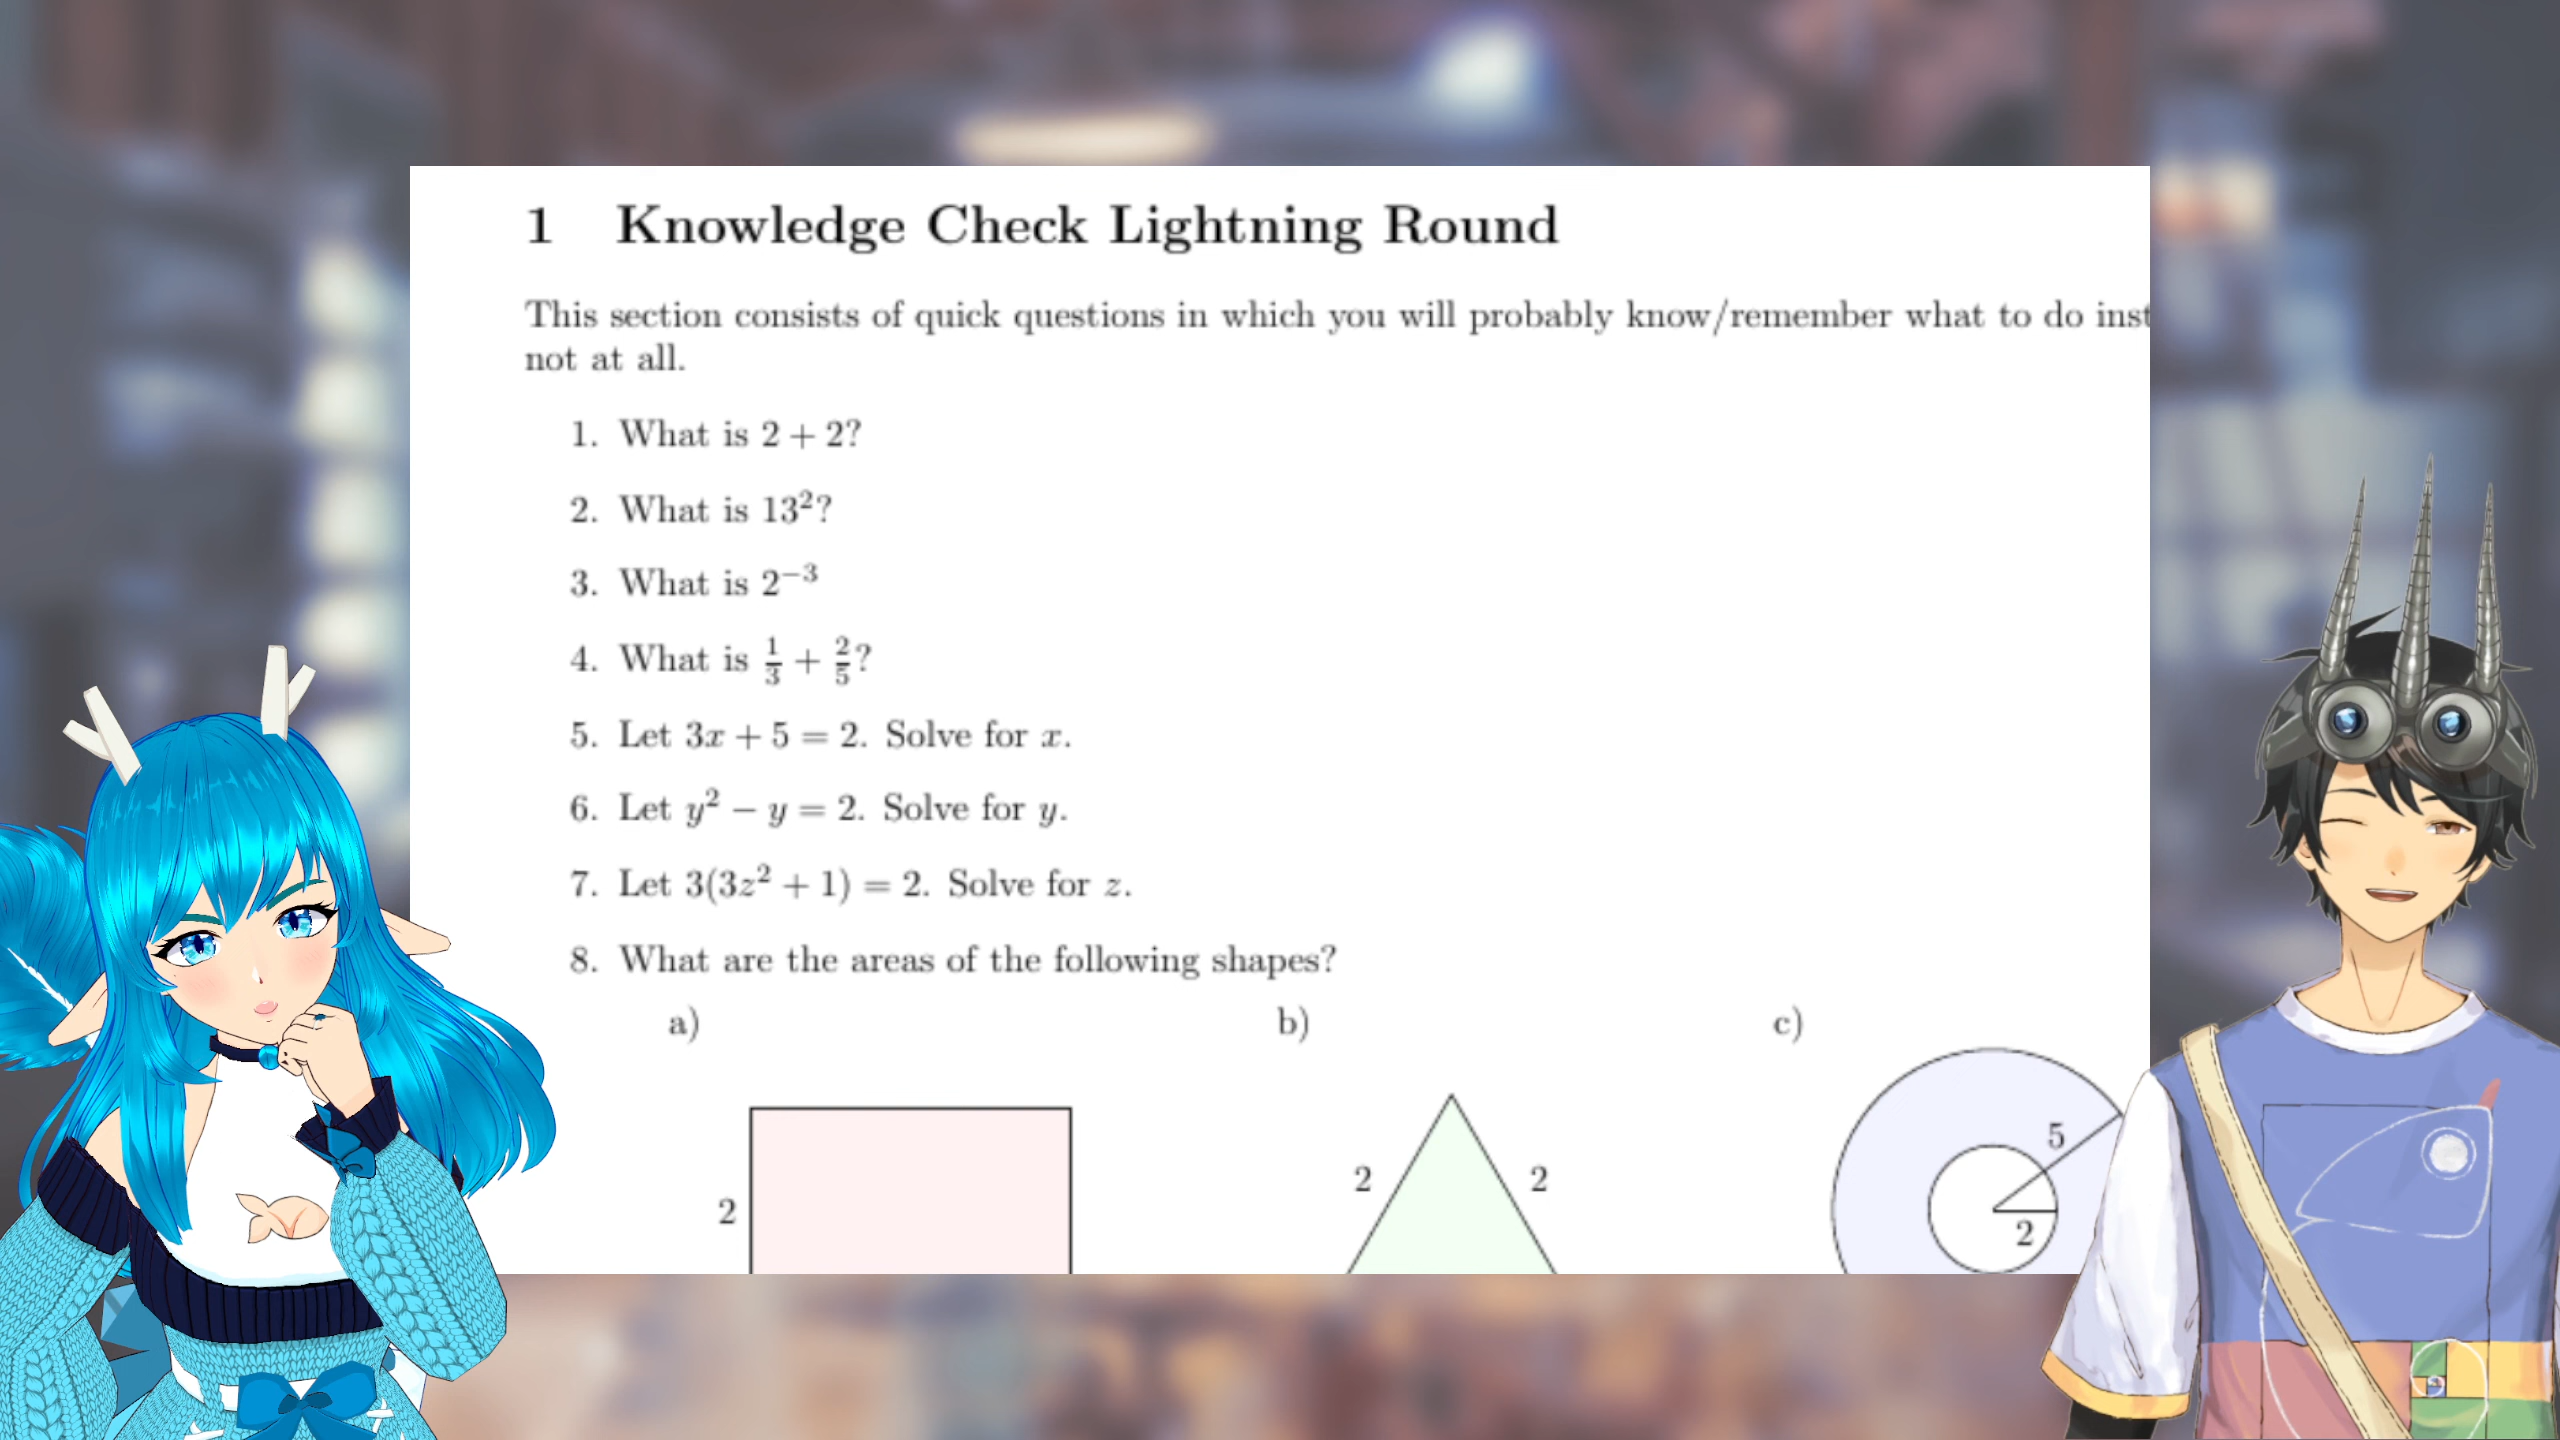 1 Knowledge Check Lightning Round
This section consists of quick questions in which you will probably know/remember what to do inst
not at all.
1. What is 2 + 2?
2. What is 13²?
3. What is 2⁻³
4. What is 1/3 + 2/5?
5. Let 3x + 5 = 2. Solve for x.
6. Let y² − y = 2. Solve for y.
7. Let 3(3z² + 1) = 2. Solve for z.
8. What are the areas of the following shapes?
a) b) c)
2 2 2 5 2